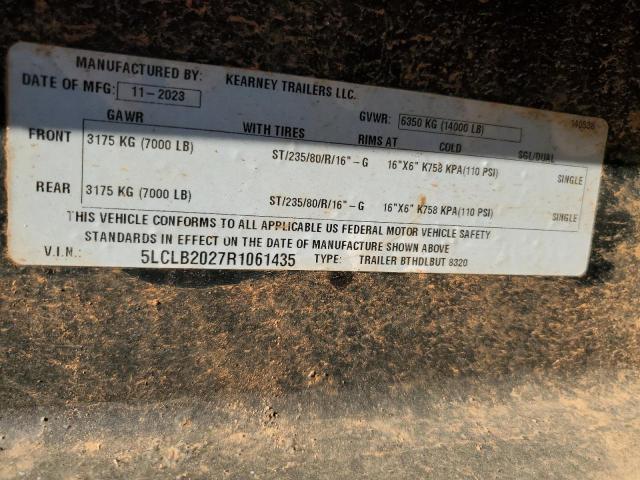 MANUFACTURED BY: KEARNEY TRAILERS LLC.
DATE OF MFG: 11-2023 GVWR: 6350 KG (14000 LB) 140536
GAWR WITH TIRES RIMS AT COLD SGL/DUAL
FRONT 3175 KG (7000 LB) ST/235/80/R/16" - G 16"X6" K758 KPA(110 PSI) SINGLE
REAR 3175 KG (7000 LB) ST/235/80/R/16" - G 16"X6" K758 KPA(110 PSI) SINGLE
THIS VEHICLE CONFORMS TO ALL APPLICABLE US FEDERAL MOTOR VEHICLE SAFETY
STANDARDS IN EFFECT ON THE DATE OF MANUFACTURE SHOWN ABOVE
V.I.N.: 5LCLB2027R1061435 TYPE: TRAILER BTHDLBUT 8320